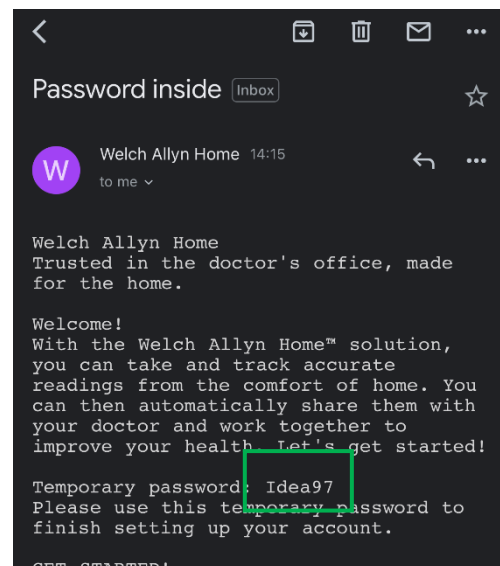 Password inside Inbox
W
Welch Allyn Home 14:15
to me
Welch Allyn Home
Trusted in the doctor's office, made
for the home.
Welcome!
With the Welch Allyn Home™ solution,
you can take and track accurate
readings from the comfort of home. You
can then automatically share them with
your doctor and work together to
improve your health. Let's get started!
Temporary password: Idea97
Please use this temporary password to
finish setting up your account.
GET STARTED!